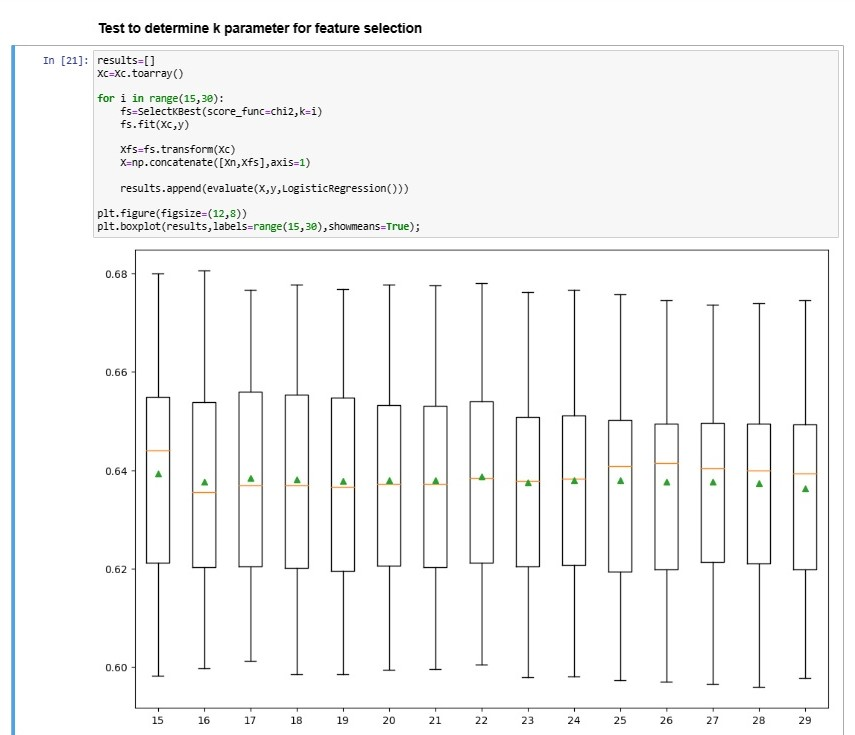 Test to determine k parameter for feature selection
In [21]: results=[]
Xc=Xc.toarray()
for i in range(15,30):
fs=SelectKBest(score_func=chi2,k=i)
fs.fit(Xc,y)
Xfs=fs.transform(Xc)
X=np.concatenate([Xn,Xfs],axis=1)
results.append(evaluate(X,y,LogisticRegression()))
plt.figure(figsize=(12,8))
plt.boxplot(results,labels=range(15,30),showmeans=True);
0.68
0.66
0.64
0.62
0.60
15 16 17 18 19 20 21 22 23 24 25 26 27 28 29